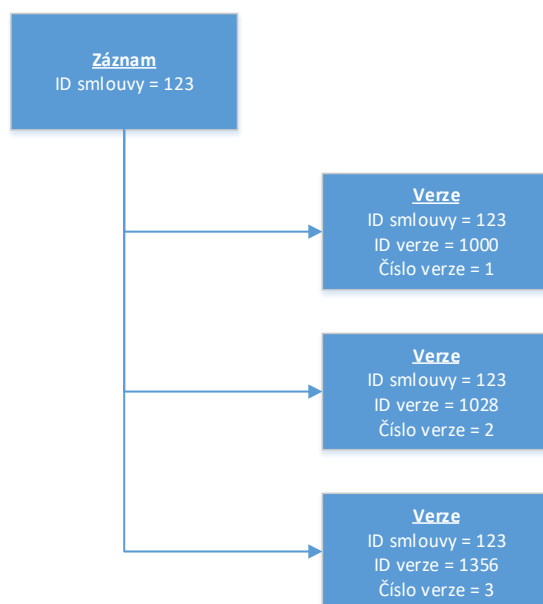 Záznam
ID smlouvy = 123
Verze
ID smlouvy = 123
ID verze = 1000
Číslo verze = 1
Verze
ID smlouvy = 123
ID verze = 1028
Číslo verze = 2
Verze
ID smlouvy = 123
ID verze = 1356
Číslo verze = 3